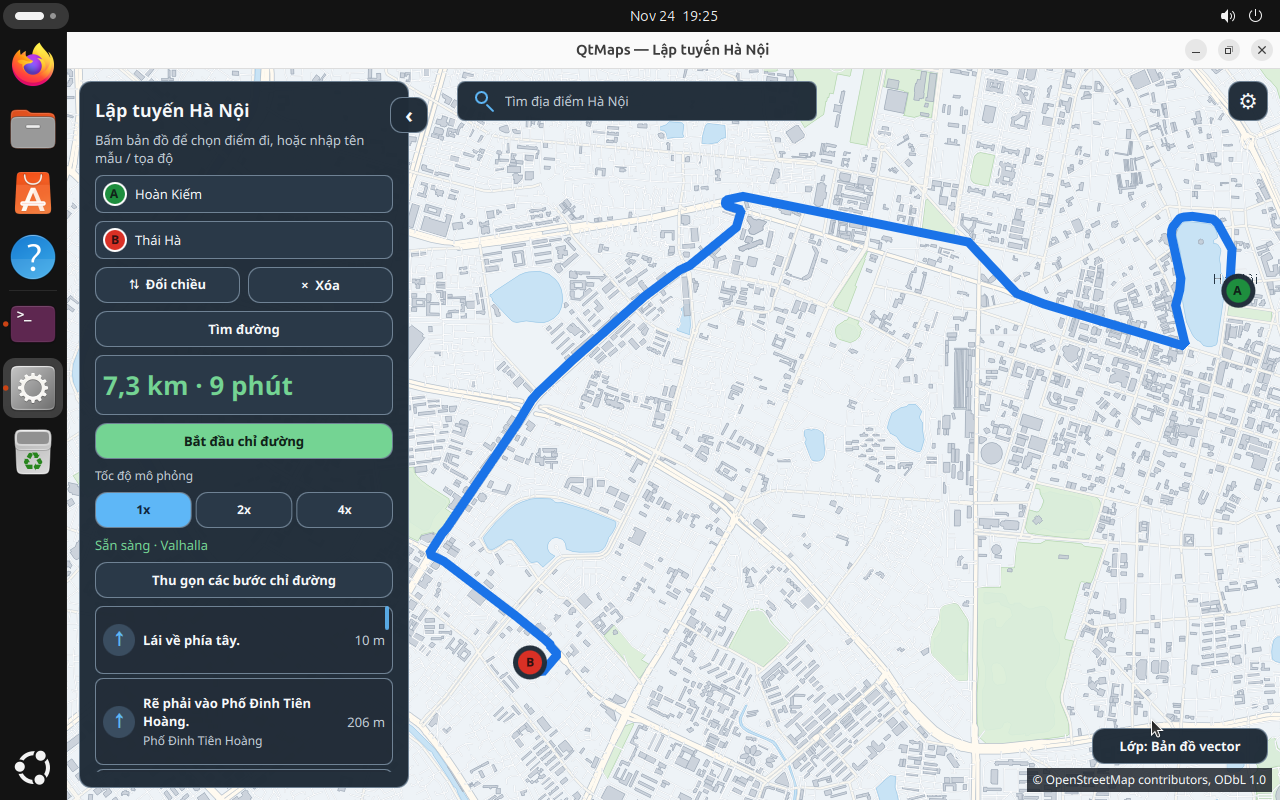 Nov 24 19:25
QtMaps — Lập tuyến Hà Nội
Lập tuyến Hà Nội
Bấm bản đồ để chọn điểm đi, hoặc nhập tên
mẫu / tọa độ
A Hoàn Kiếm
B Thái Hà
⇅ Đổi chiều
× Xóa
Tìm đường
7,3 km · 9 phút
Bắt đầu chỉ đường
Tốc độ mô phỏng
1x 2x 4x
Sẵn sàng · Valhalla
Thu gọn các bước chỉ đường
Lái về phía tây. 10 m
Rẽ phải vào Phố Đinh Tiên
Hoàng. 206 m
Phố Đinh Tiên Hoàng
Tìm địa điểm Hà Nội
A
B
Lớp: Bản đồ vector
© OpenStreetMap contributors, ODbL 1.0